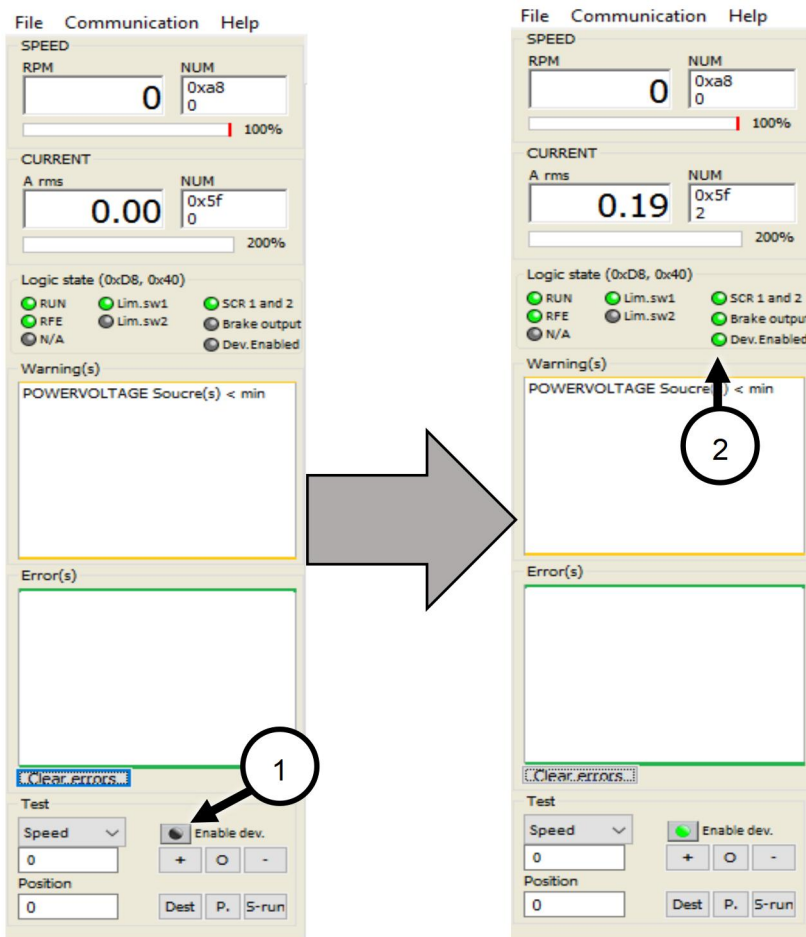 File Communication Help
SPEED
RPM NUM
0 0xa8
0
100%
CURRENT
A rms NUM
0.00 0x5f
0
200%
Logic state (0xD8, 0x40)
RUN Lim.sw1 SCR 1 and 2
RFE Lim.sw2 Brake output
N/A Dev.Enabled
Warning(s)
POWERVOLTAGE Soucre(s) < min
Error(s)
Clear errors...
1
Test
Speed Enable dev.
0 + O -
Position
0 Dest P. S-run
File Communication Help
SPEED
RPM NUM
0 0xa8
0
100%
CURRENT
A rms NUM
0.19 0x5f
2
200%
Logic state (0xD8, 0x40)
RUN Lim.sw1 SCR 1 and 2
RFE Lim.sw2 Brake output
N/A Dev.Enabled
Warning(s)
POWERVOLTAGE Soucre(s) < min
2
Error(s)
Clear errors...
Test
Speed Enable dev.
0 + O -
Position
0 Dest P. S-run